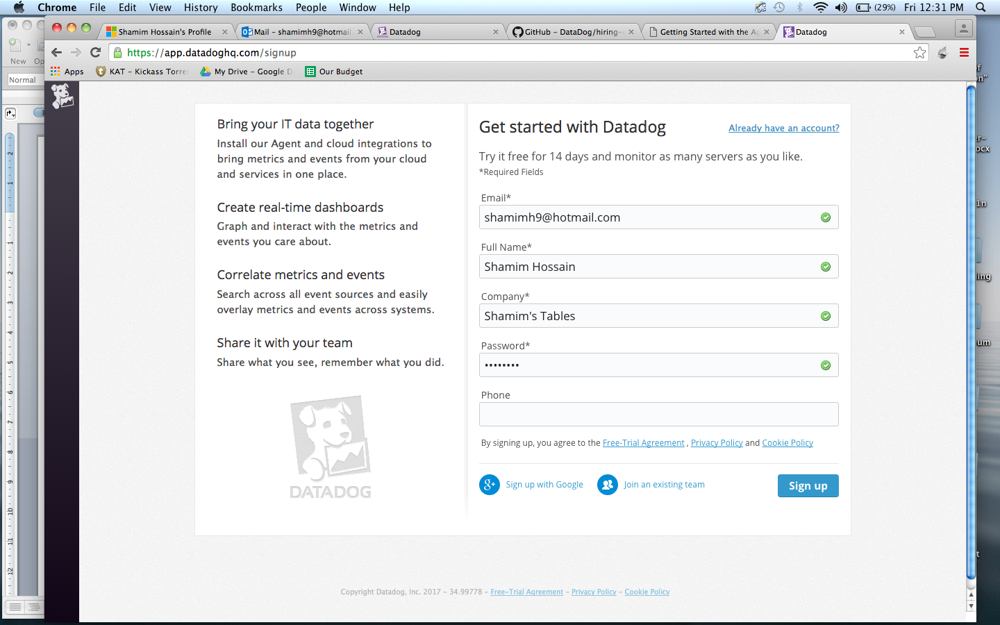 Chrome File Edit View History Bookmarks People Window Help (29%) Fri 12:31 PM
Shamim Hossain's Profile
Mail – shamimh9@hotmail.
Datadog
GitHub – DataDog/hiring-
Getting Started with the A
Datadog
https://app.datadoghq.com/signup
Apps KAT – Kickass Torre My Drive – Google D Our Budget
New
Normal
Bring your IT data together
Install our Agent and cloud integrations to
bring metrics and events from your cloud
and services in one place.
Create real-time dashboards
Graph and interact with the metrics and
events you care about.
Correlate metrics and events
Search across all event sources and easily
overlay metrics and events across systems.
Share it with your team
Share what you see, remember what you did.
DATADOG
Get started with Datadog
Already have an account?
Try it free for 14 days and monitor as many servers as you like.
*Required Fields
Email*
shamimh9@hotmail.com
Full Name*
Shamim Hossain
Company*
Shamim's Tables
Password*
••••••••
Phone
By signing up, you agree to the Free-Trial Agreement , Privacy Policy and Cookie Policy
g+ Sign up with Google
Join an existing team
Sign up
Copyright Datadog, Inc. 2017 – 34.99778 – Free-Trial Agreement – Privacy Policy – Cookie Policy